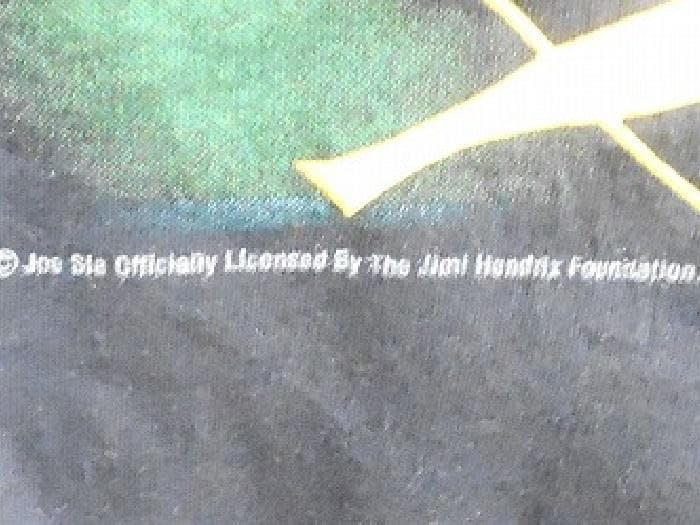 © Joe Sia Officially Licensed By The Jimi Hendrix Foundation.